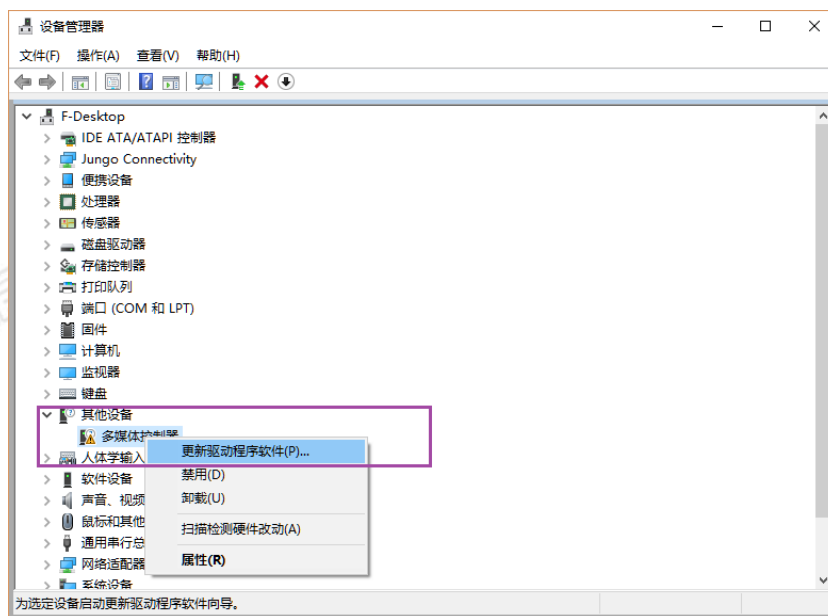 设备管理器
文件(F) 操作(A) 查看(V) 帮助(H)
F-Desktop
IDE ATA/ATAPI 控制器
Jungo Connectivity
便携设备
处理器
传感器
磁盘驱动器
存储控制器
打印队列
端口 (COM 和 LPT)
固件
计算机
监视器
键盘
其他设备
多媒体控制器
更新驱动程序软件(P)...
人体学输入
禁用(D)
软件设备
卸载(U)
声音、视频
鼠标和其他
扫描检测硬件改动(A)
通用串行总
属性(R)
网络适配器
系统设备
为选定设备启动更新驱动程序软件向导。